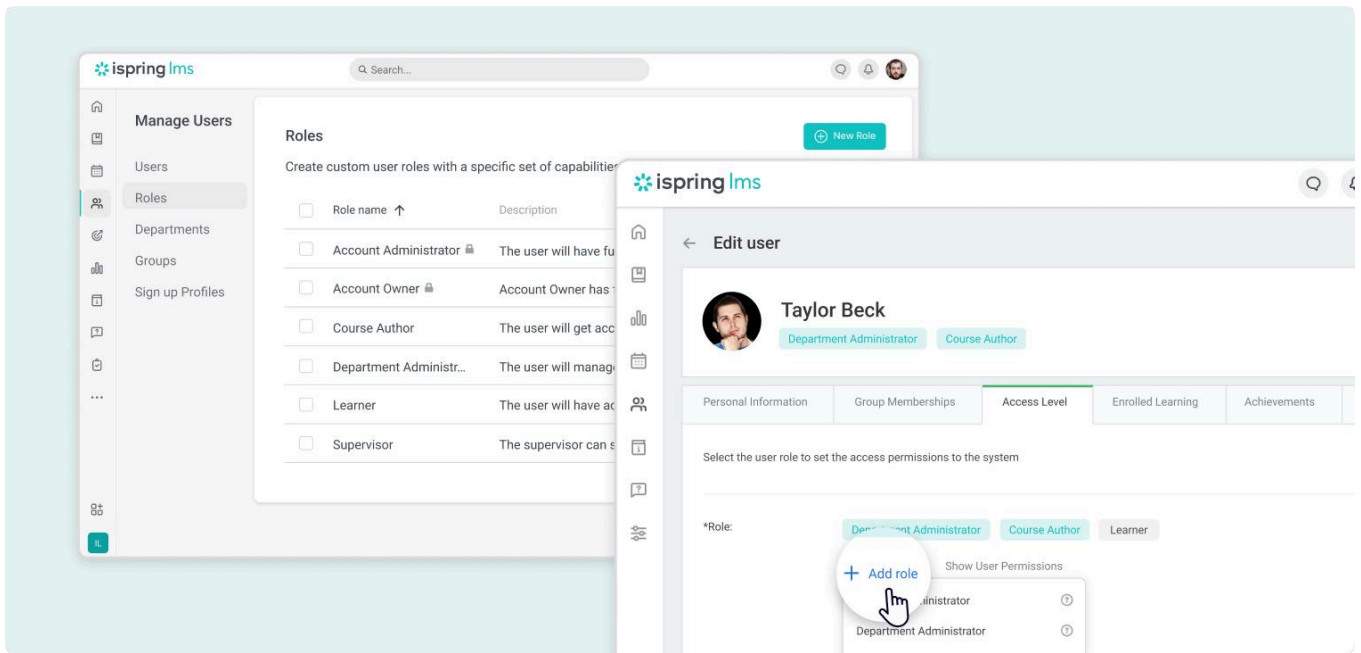 ispring lms
Search...
Manage Users
Users
Roles
Departments
Groups
Sign up Profiles
IL
Roles
New Role
Create custom user roles with a specific set of
Role name ↑ Description
Account Administrator The user will have
Account Owner Account Owner has
Course Author The user will get
Department Administr... The user will
Learner The user will have
Supervisor The supervisor can
ispring lms
← Edit user
Taylor Beck
Department Administrator Course Author
Personal Information Group Memberships Access Level Enrolled Learning Achievements
Select the user role to set the access permissions to the system
*Role: Department Administrator Course Author Learner
+ Add role Show User Permissions
Department Administrator